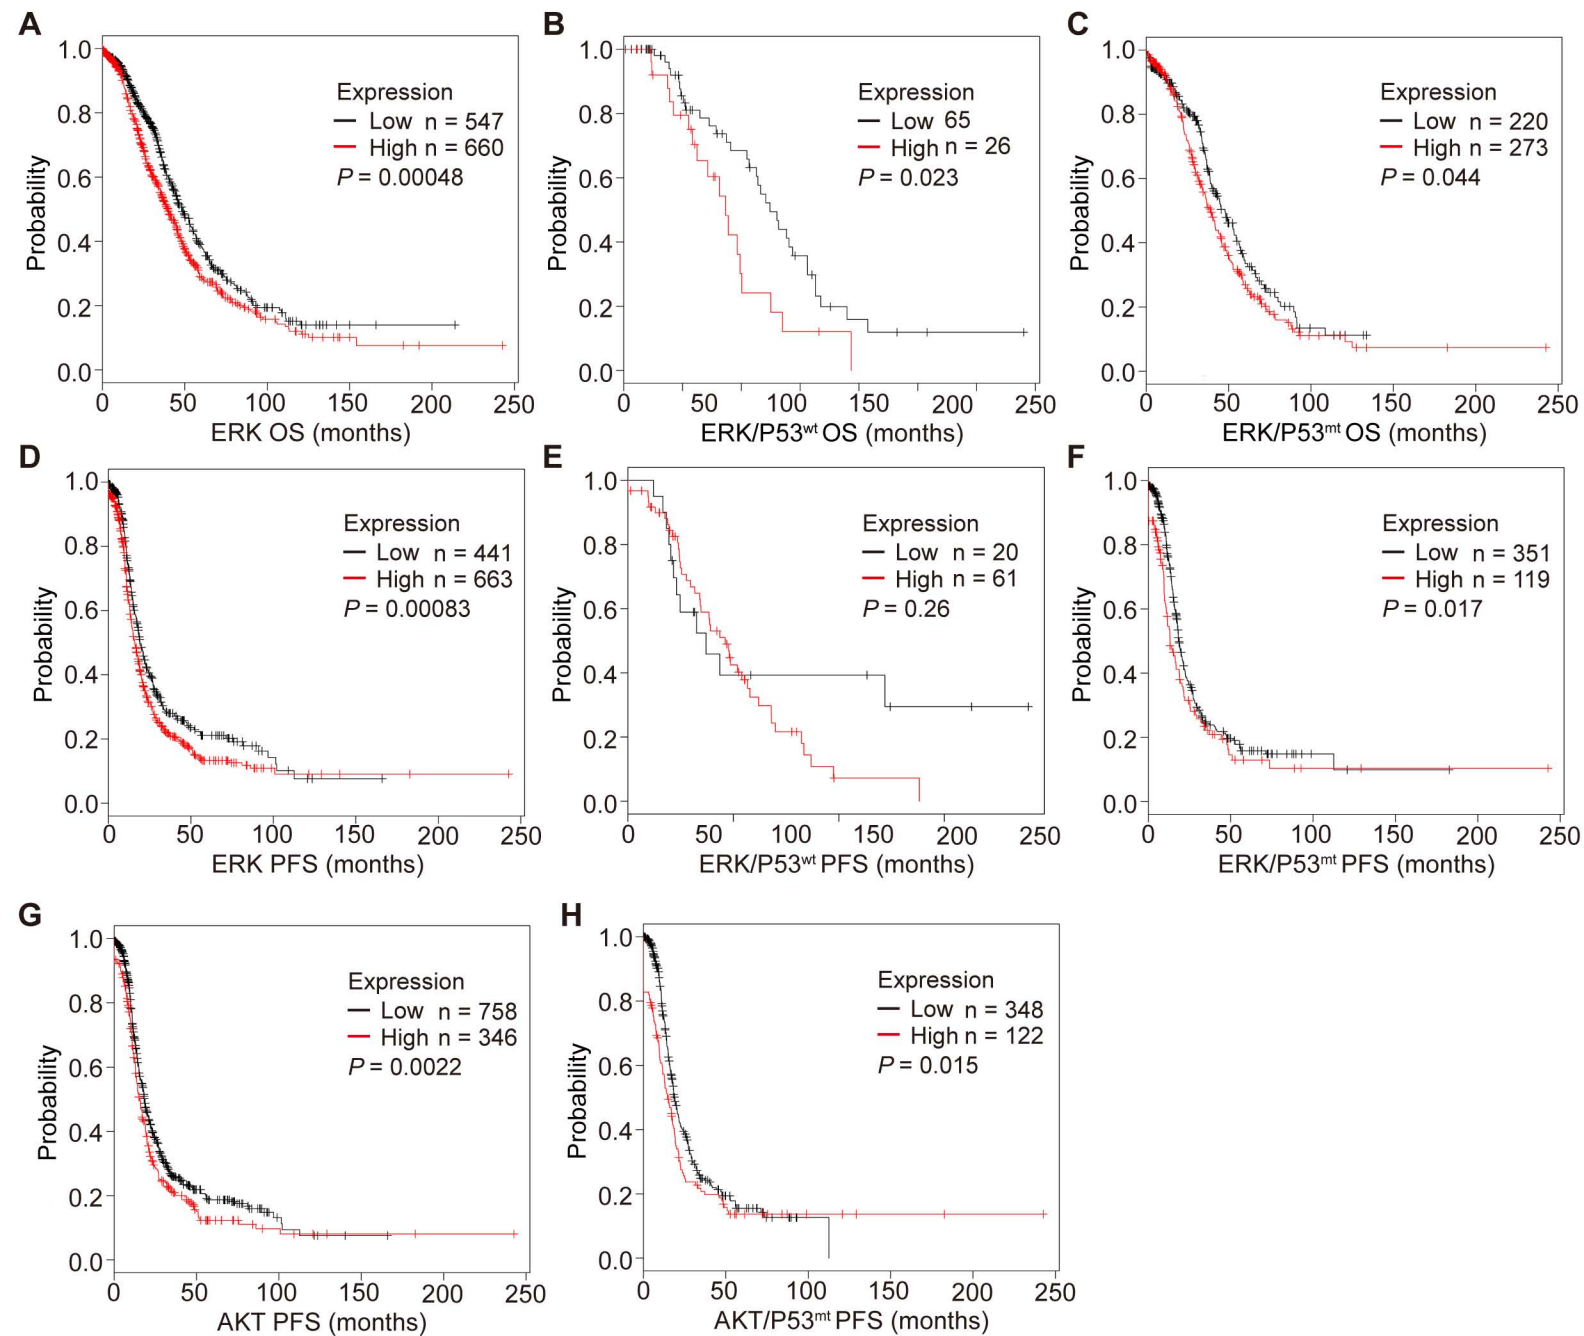 A
Probability
1.0
0.8
0.6
0.4
0.2
0.0
Expression
Low n = 547
High n = 660
P = 0.00048
0 50 100 150 200 250
ERK OS (months)
B
Probability
1.0
0.8
0.6
0.4
0.2
0.0
Expression
Low 65
High n = 26
P = 0.023
0 50 100 150 200 250
ERK/P53wt OS (months)
C
Probability
1.0
0.8
0.6
0.4
0.2
0.0
Expression
Low n = 220
High n = 273
P = 0.044
0 50 100 150 200 250
ERK/P53mt OS (months)
D
Probability
1.0
0.8
0.6
0.4
0.2
0.0
Expression
Low n = 441
High n = 663
P = 0.00083
0 50 100 150 200 250
ERK PFS (months)
E
Probability
1.0
0.8
0.6
0.4
0.2
0.0
Expression
Low n = 20
High n = 61
P = 0.26
0 50 100 150 200 250
ERK/P53wt PFS (months)
F
Probability
1.0
0.8
0.6
0.4
0.2
0.0
Expression
Low n = 351
High n = 119
P = 0.017
0 50 100 150 200 250
ERK/P53mt PFS (months)
G
Probability
1.0
0.8
0.6
0.4
0.2
0.0
Expression
Low n = 758
High n = 346
P = 0.0022
0 50 100 150 200 250
AKT PFS (months)
H
Probability
1.0
0.8
0.6
0.4
0.2
0.0
Expression
Low n = 348
High n = 122
P = 0.015
0 50 100 150 200 250
AKT/P53mt PFS (months)